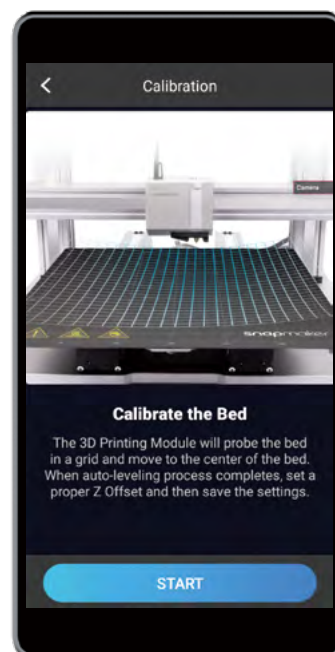 Calibration
Camera
snapmaker
Calibrate the Bed
The 3D Printing Module will probe the bed
in a grid and move to the center of the bed.
When auto-leveling process completes, set a
proper Z Offset and then save the settings.
START